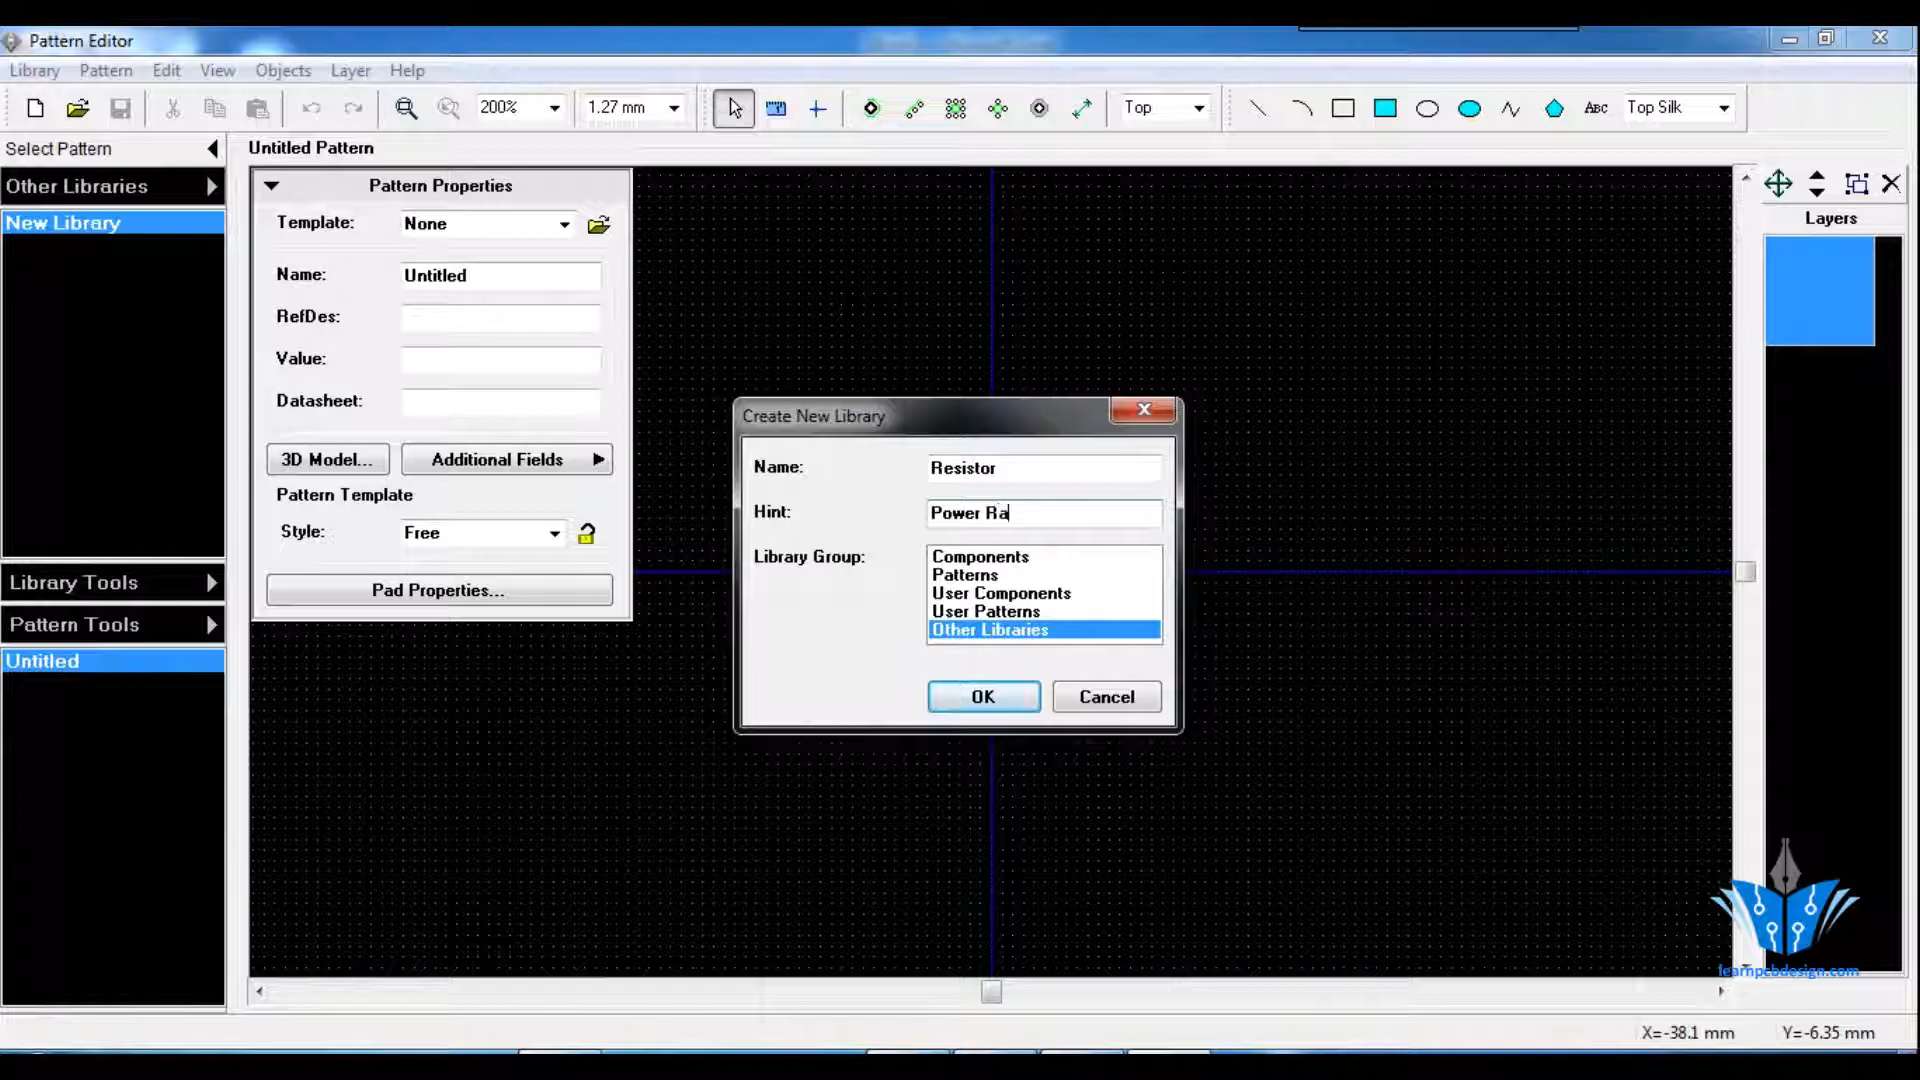 Pattern Editor
Library Pattern Edit View Objects Layer Help
200% 1.27 mm Top ABC Top Silk
Select Pattern
Untitled Pattern
Other Libraries
New Library
Library Tools
Pattern Tools
Untitled
Pattern Properties
Template: None
Name: Untitled
RefDes:
Value:
Datasheet:
3D Model... Additional Fields
Pattern Template
Style: Free
Pad Properties...
Create New Library
Name: Resistor
Hint: Power Ra
Library Group: Components
Patterns
User Components
User Patterns
Other Libraries
OK Cancel
Layers
learnpcbdesign.com
X=-38.1 mm Y=-6.35 mm